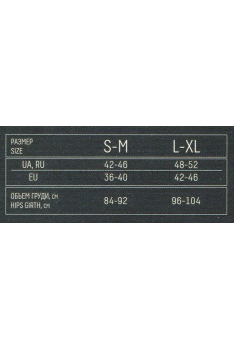 РАЗМЕР
SIZE S-M L-XL
UA, RU 42-46 48-52
EU 36-40 42-46
ОБЪЕМ ГРУДИ, см
HIPS GIRTH, см 84-92 96-104